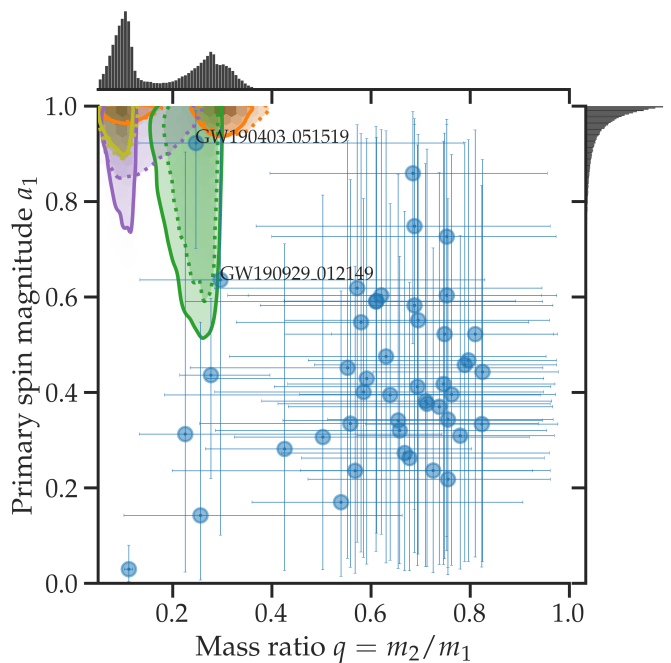 1.0
0.8
0.6
0.4
0.2
0.0
Primary spin magnitude a₁
GW190403_051519
GW190929_012149
0.2 0.4 0.6 0.8 1.0
Mass ratio q = m₂/m₁